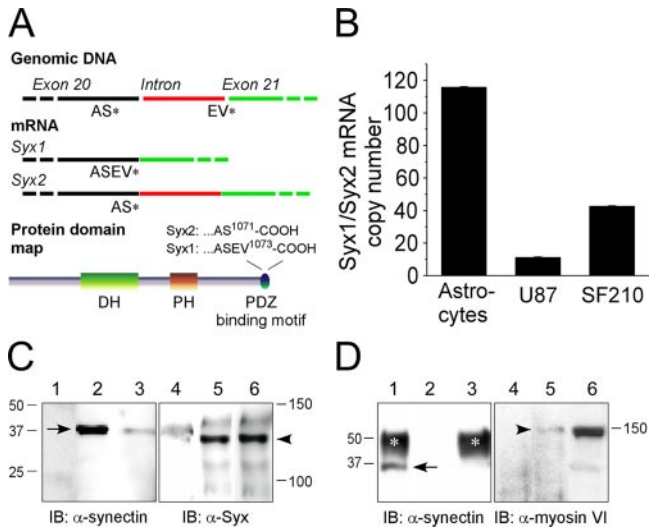 A
Genomic DNA
Exon 20 Intron Exon 21
AS* EV*
mRNA
Syx1
ASEV*
Syx2
AS*
Protein domain map
Syx2: ...AS1071-COOH
Syx1: ...ASEV1073-COOH
DH PH PDZ
binding motif
B
Syx1/Syx2 mRNA
copy number
120
100
80
60
40
20
0
Astro-
cytes
U87 SF210
C
1 2 3 4 5 6
50
37
25
150
100
IB: α-synectin IB: α-Syx
D
1 2 3 4 5 6
50
37
* *
150
IB: α-synectin IB: α-myosin VI